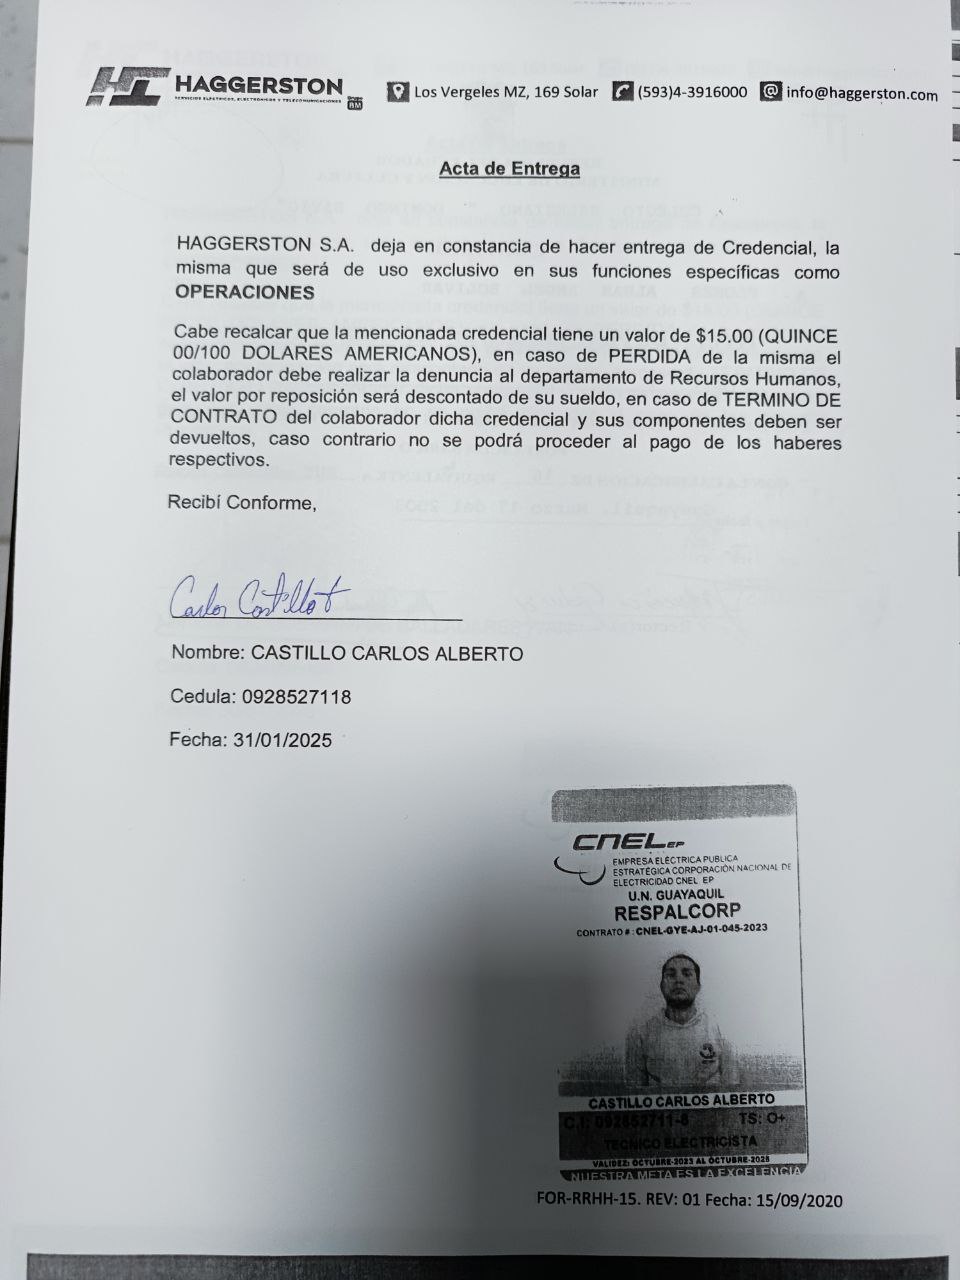 HAGGERSTON
SERVICIOS ELÉCTRICOS, ELECTRÓNICOS Y TELECOMUNICACIONES
BM
Los Vergeles MZ, 169 Solar (593)4-3916000 @ info@haggerston.com
Acta de Entrega
HAGGERSTON S.A. deja en constancia de hacer entrega de Credencial, la
misma que será de uso exclusivo en sus funciones específicas como
OPERACIONES
Cabe recalcar que la mencionada credencial tiene un valor de $15.00 (QUINCE
00/100 DOLARES AMERICANOS), en caso de PERDIDA de la misma el
colaborador debe realizar la denuncia al departamento de Recursos Humanos,
el valor por reposición será descontado de su sueldo, en caso de TERMINO DE
CONTRATO del colaborador dicha credencial y sus componentes deben ser
devueltos, caso contrario no se podrá proceder al pago de los haberes
respectivos.
Recibí Conforme,
Carlos Castillo t
Nombre: CASTILLO CARLOS ALBERTO
Cedula: 0928527118
Fecha: 31/01/2025
CNEL EP
EMPRESA ELÉCTRICA PUBLICA
ESTRATÉGICA CORPORACIÓN NACIONAL DE
ELECTRICIDAD CNEL EP
U.N. GUAYAQUIL
RESPALCORP
CONTRATO # : CNEL-GYE-AJ-01-045-2023
CASTILLO CARLOS ALBERTO
C.I: 092852711-8 TS: O+
TECNICO ELECTRICISTA
VALIDEZ: OCTUBRE-2023 AL OCTUBRE-2025
NUESTRA META ES LA EXCELENCIA
FOR-RRHH-15. REV: 01 Fecha: 15/09/2020